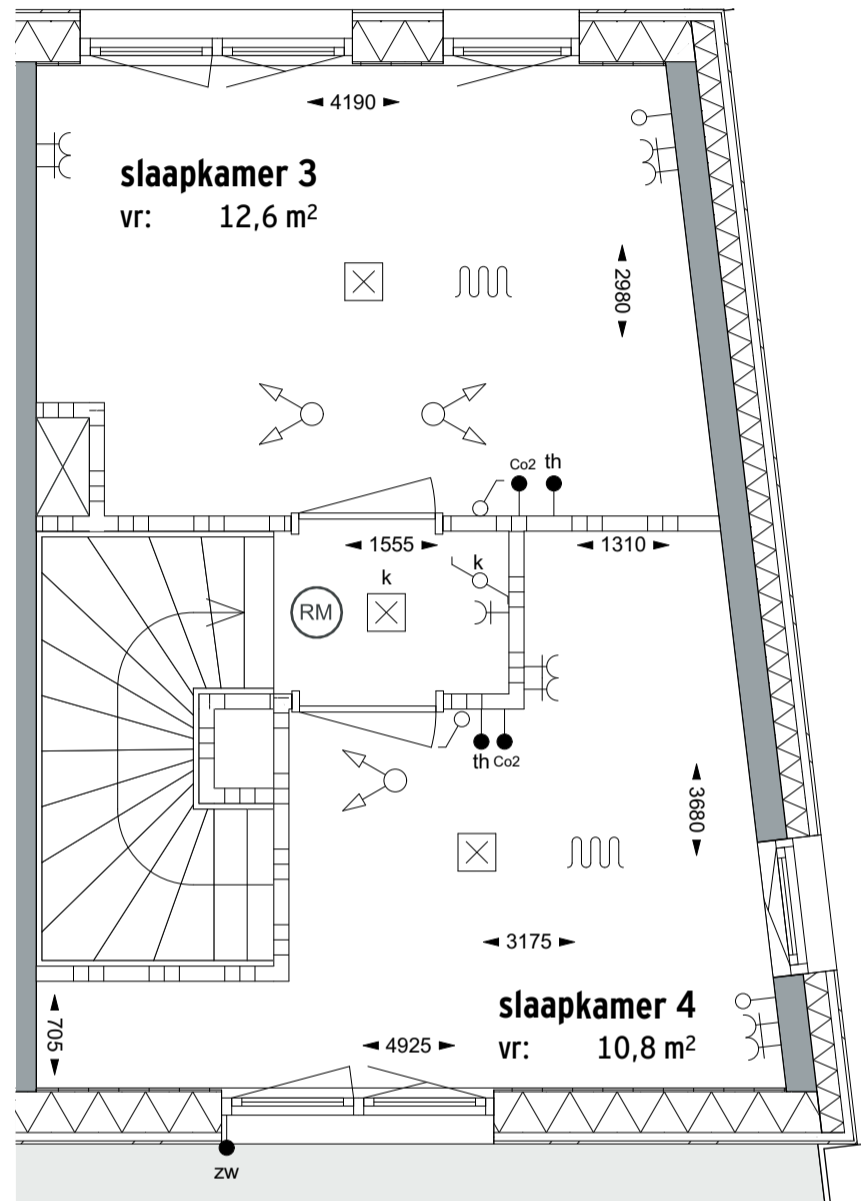 4190
slaapkamer 3
vr: 12,6 m²
2980
Co2 th
1555
1310
k
k
RM
th Co2
3680
3175
slaapkamer 4
vr: 10,8 m²
705
4925
zw